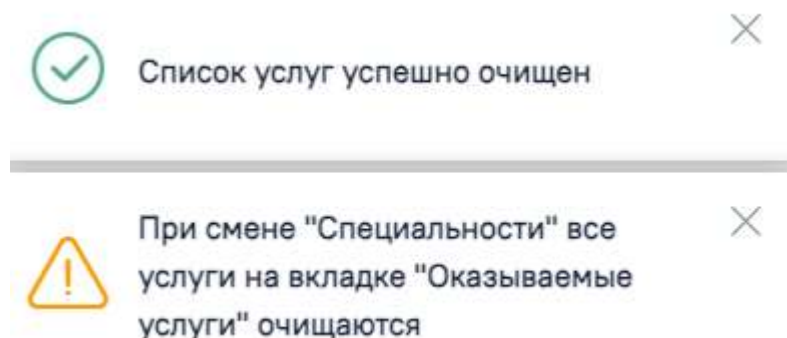 Список услуг успешно очищен
При смене "Специальности" все
услуги на вкладке "Оказываемые
услуги" очищаются